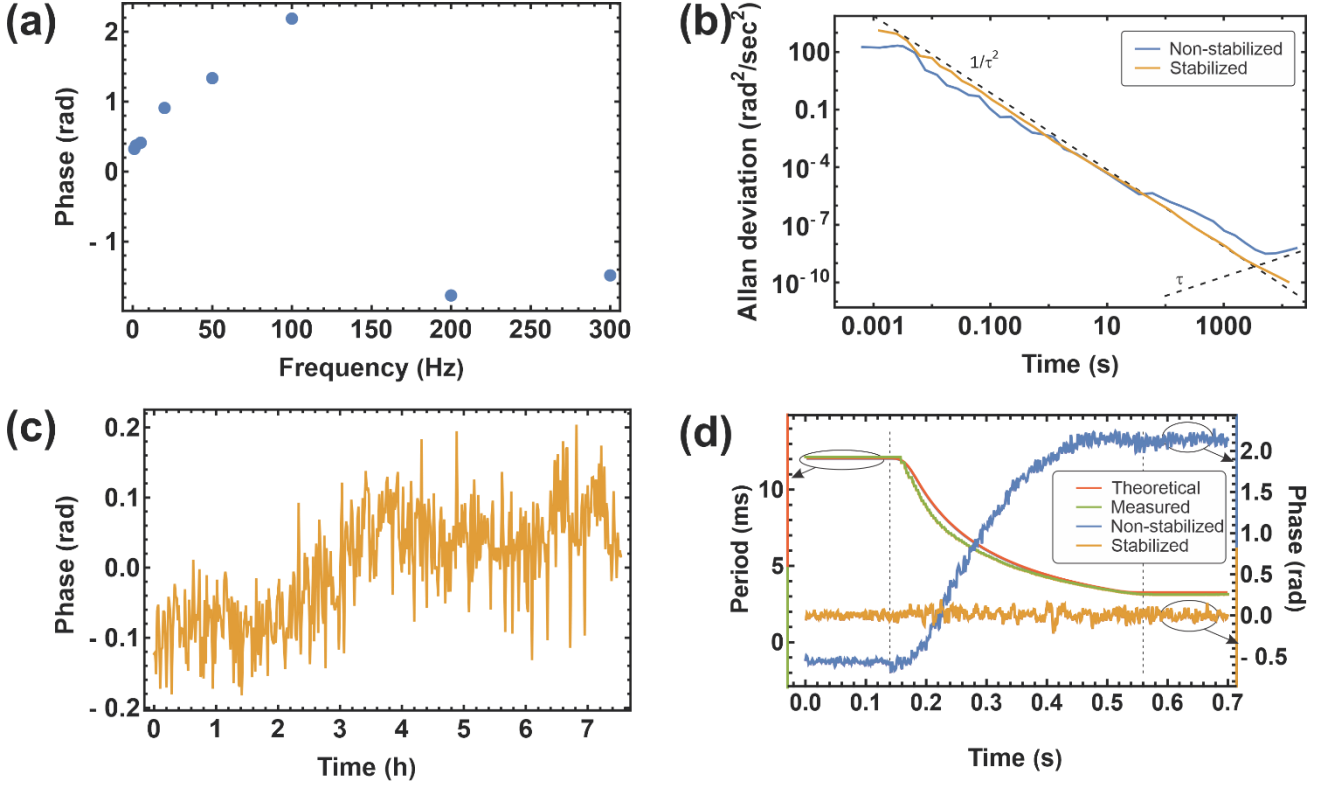 (a)
Phase (rad)
2
1
0
- 1
0
50
100
150
200
250
300
Frequency (Hz)
(b)
Allan deviation (rad²/sec²)
100
0.1
10⁻⁴
10⁻⁷
10⁻¹⁰
1/τ²
τ
Non-stabilized
Stabilized
0.001
0.100
10
1000
Time (s)
(c)
Phase (rad)
0.2
0.1
0.0
- 0.1
- 0.2
0
1
2
3
4
5
6
7
Time (h)
(d)
Period (ms)
10
5
0
Theoretical
Measured
Non-stabilized
Stabilized
2.0
1.5
1.0
0.5
0.0
- 0.5
Phase (rad)
0.0
0.1
0.2
0.3
0.4
0.5
0.6
0.7
Time (s)